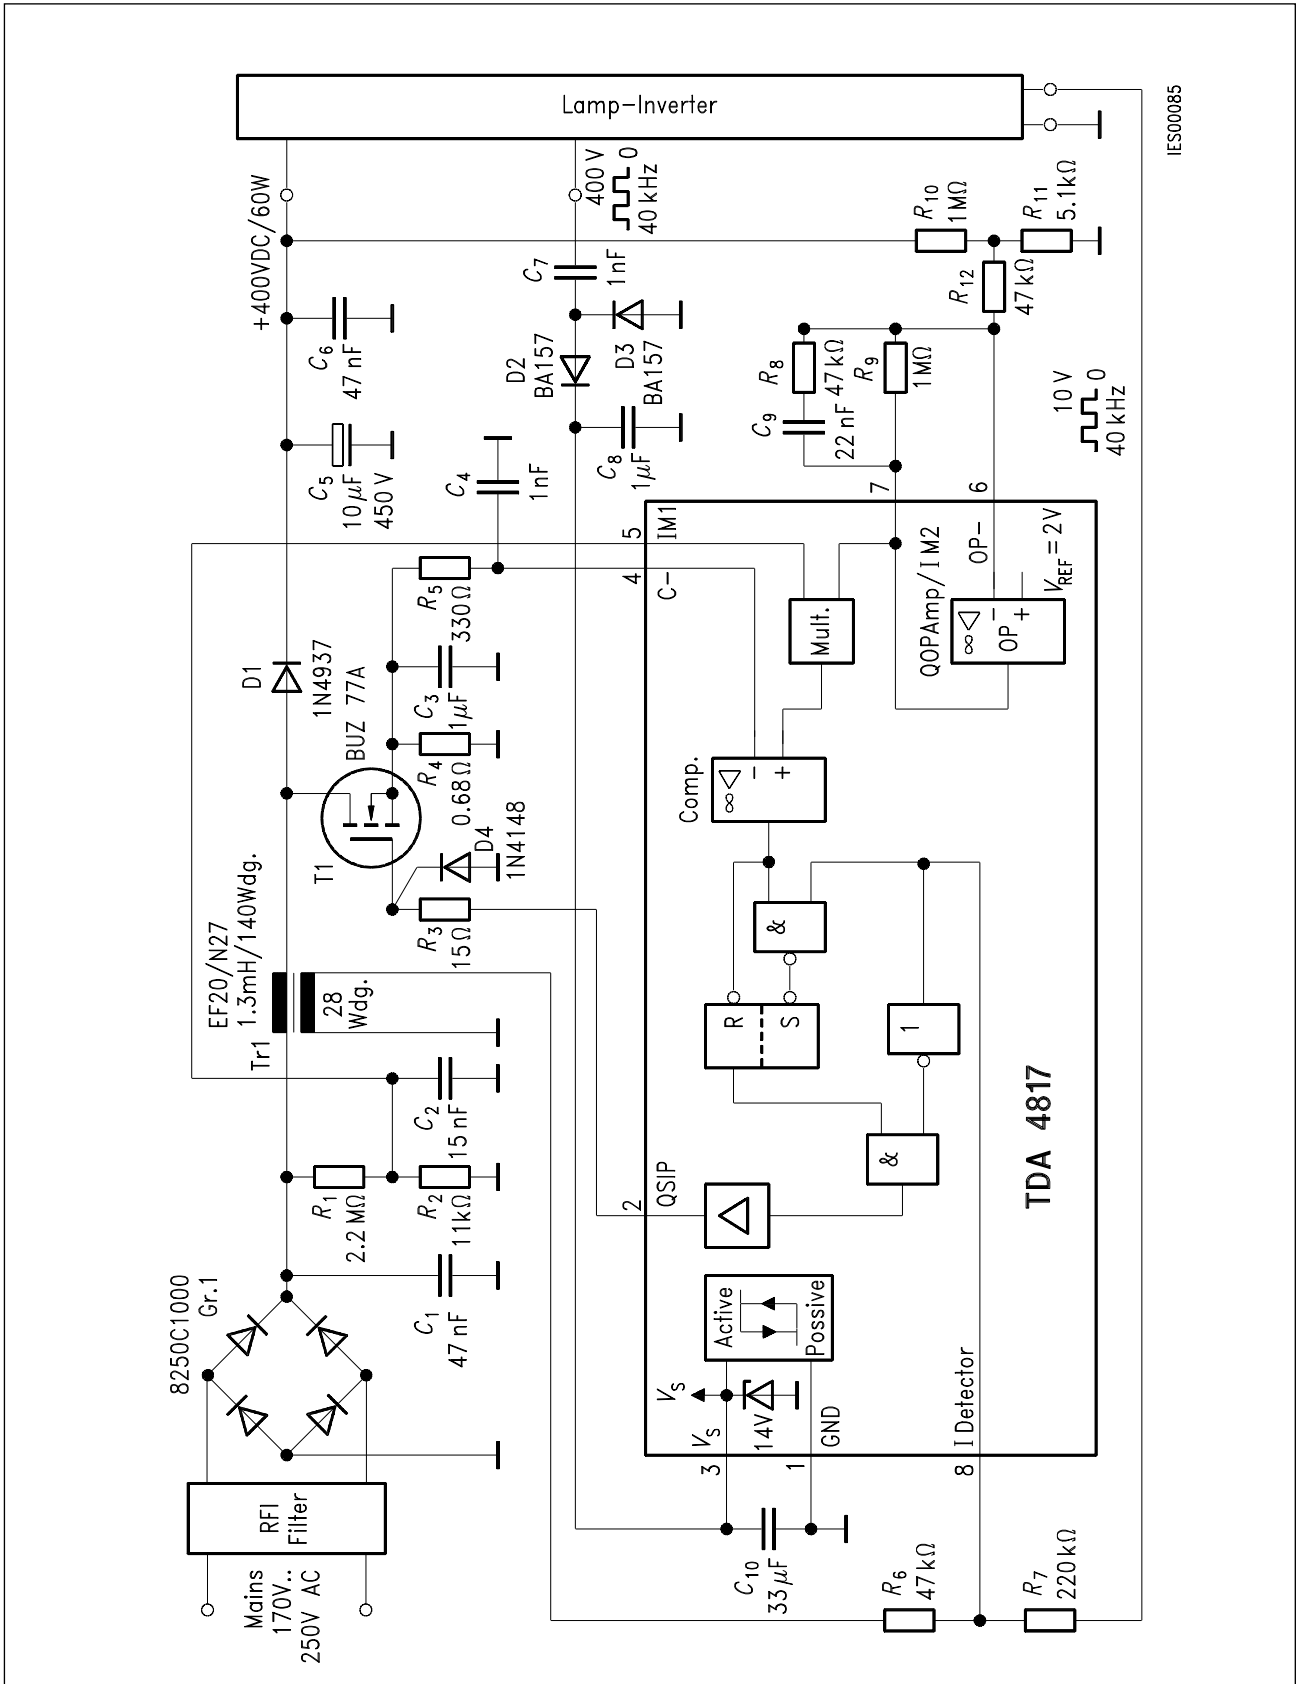 Lamp-Inverter
IES00085
+400VDC/60W
400 V
0
40 kHz
R10
1MΩ
R11
5.1kΩ
R12
47kΩ
C7
1nF
C6
47 nF
D2
BA157
D3
BA157
R8
47kΩ
R9
1MΩ
C9
22 nF
10 V
0
40 kHz
C5
10µF
450 V
C4
1nF
C8
1µF
7
6
5
IM1
4
C-
OP-
QOPAmp/IM2
VREF = 2V
∞
OP
-
+
Mult.
D1
1N4937
BUZ 77A
R5
330Ω
C3
1µF
R4
0.68Ω
D4
1N4148
T1
R3
15Ω
Comp.
∞
-
+
&
R
S
1
&
EF20/N27
1.3mH/140Wdg.
Tr1
28
Wdg.
C2
15 nF
R1
2.2 MΩ
R2
11kΩ
C1
47 nF
8250C1000
Gr.1
2
QSIP
TDA 4817
Active
Possive
VS
VS
14V
GND
3
1
8
I Detector
RFI
Filter
Mains
170V..
250V AC
C10
33 µF
R6
47kΩ
R7
220kΩ